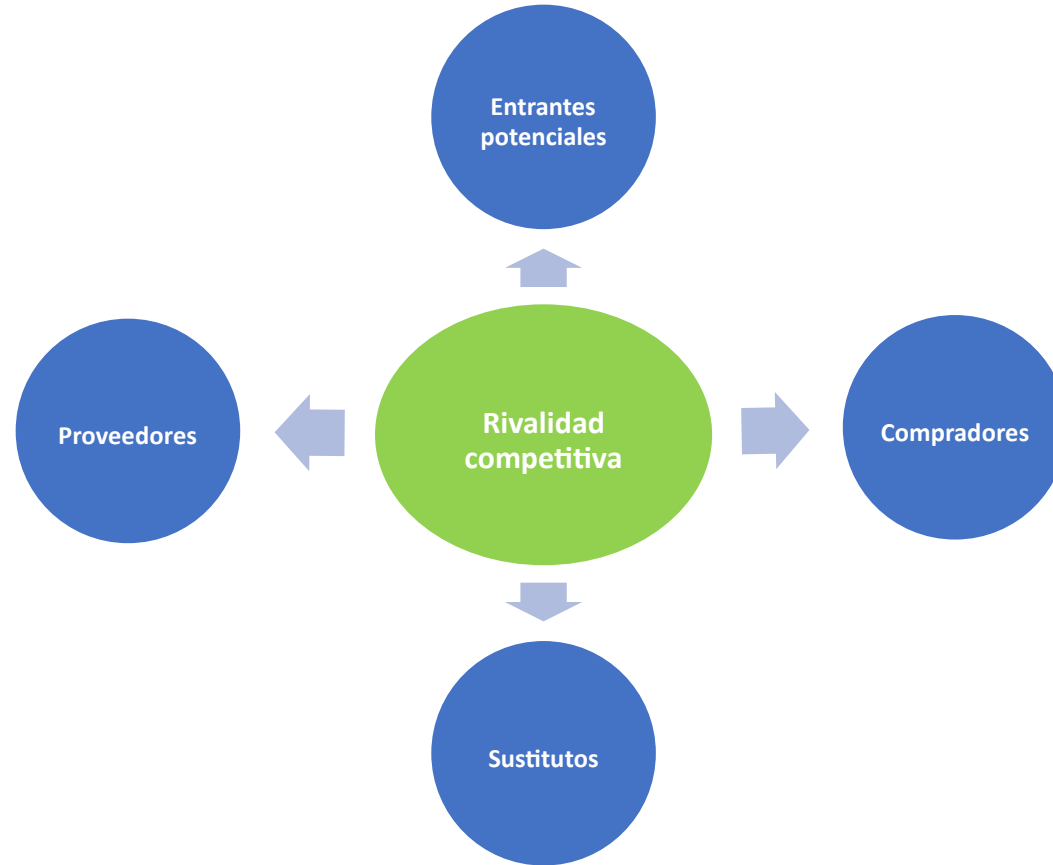 Entrantes
potenciales
Proveedores
Rivalidad
competitiva
Compradores
Sustitutos